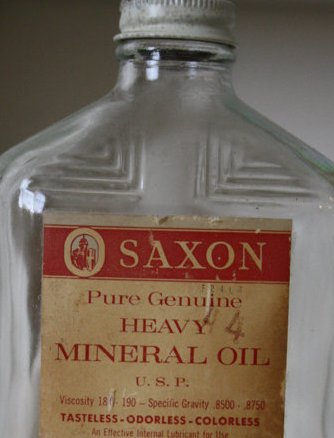 SAXON
Pure Genuine
HEAVY
44
MINERAL OIL
U. S. P.
Viscosity 180-190 - Specific Gravity .8500 - .8750
TASTELESS - ODORLESS - COLORLESS
An Effective Internal Lubricant for Use